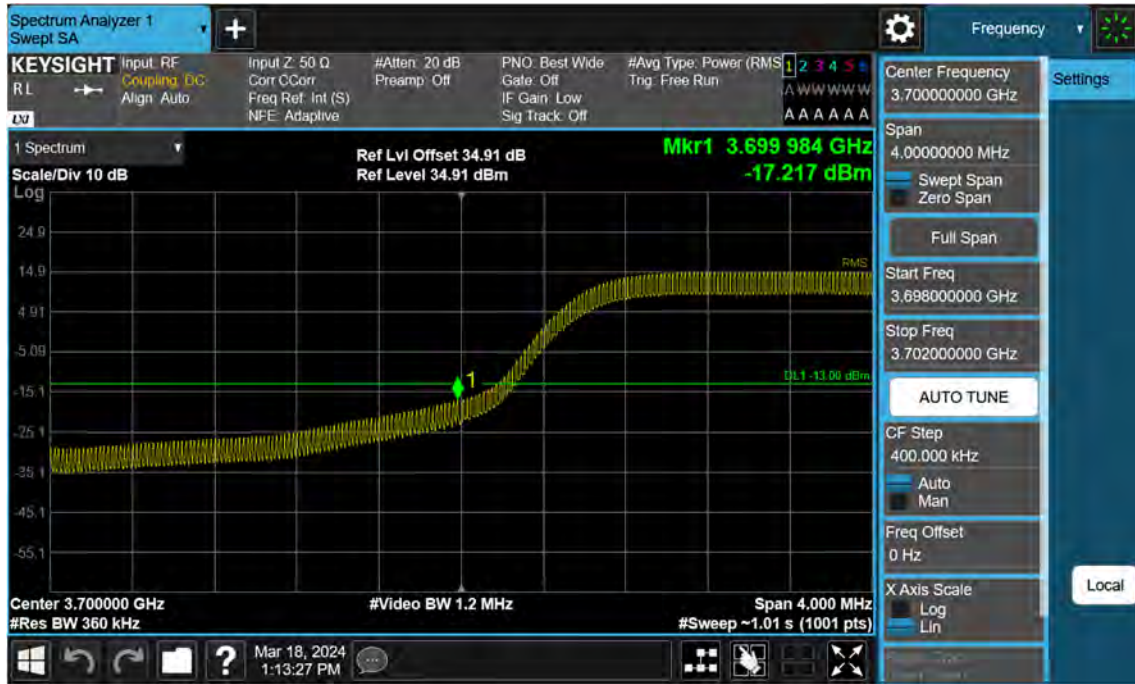 Spectrum Analyzer 1
Swept SA
Frequency
KEYSIGHT
RL
LXI
Input: RF
Coupling: DC
Align: Auto
Input Z: 50 Ω
Corr CCorr
Freq Ref: Int (S)
NFE: Adaptive
#Atten: 20 dB
Preamp: Off
PNO: Best Wide
Gate: Off
IF Gain: Low
Sig Track: Off
#Avg Type: Power (RMS
Trig: Free Run
1 2 3 4 5 6
A W W W W W
A A A A A A
Center Frequency
3.700000000 GHz
Settings
1 Spectrum
Scale/Div 10 dB
Ref Lvl Offset 34.91 dB
Ref Level 34.91 dBm
Mkr1 3.699 984 GHz
-17.217 dBm
Span
4.00000000 MHz
Swept Span
Zero Span
Full Span
Start Freq
3.698000000 GHz
Stop Freq
3.702000000 GHz
AUTO TUNE
CF Step
400.000 kHz
Auto
Man
Freq Offset
0 Hz
X Axis Scale
Log
Lin
Local
Log
24.9
14.9
4.91
-5.09
-15.1
-25.1
-35.1
-45.1
-55.1
RMS
DL1 -13.00 dBm
1
Center 3.700000 GHz
#Res BW 360 kHz
#Video BW 1.2 MHz
Span 4.000 MHz
#Sweep ~1.01 s (1001 pts)
?
Mar 18, 2024
1:13:27 PM